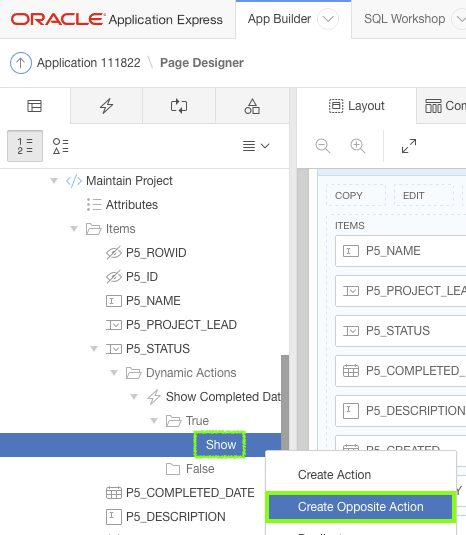 ORACLE Application Express
App Builder
SQL Workshop
Application 111822 \ Page Designer
Layout
Maintain Project
Attributes
Items
P5_ROWID
P5_ID
P5_NAME
P5_PROJECT_LEAD
P5_STATUS
Dynamic Actions
Show Completed Dat
True
Show
False
P5_COMPLETED_DATE
P5_DESCRIPTION
COPY
EDIT
ITEMS
P5_NAME
P5_PROJECT_LEA
P5_STATUS
P5_COMPLETED_
P5_DESCRIPTION
P5_CREATED
Create Action
Create Opposite Action